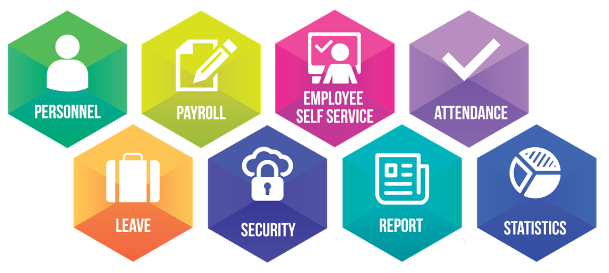 PERSONNEL
PAYROLL
EMPLOYEE
SELF SERVICE
ATTENDANCE
LEAVE
SECURITY
REPORT
STATISTICS